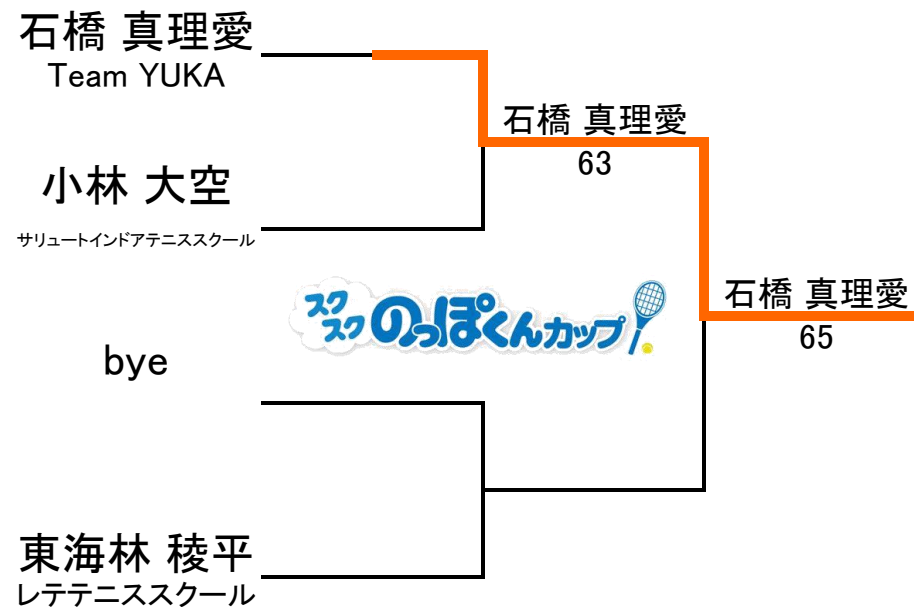 石橋 真理愛
Team YUKA
石橋 真理愛
63
小林 大空
サリュートインドアテニススクール
スクスク のっぽくんカップ
石橋 真理愛
65
bye
東海林 稜平
レテテニススクール